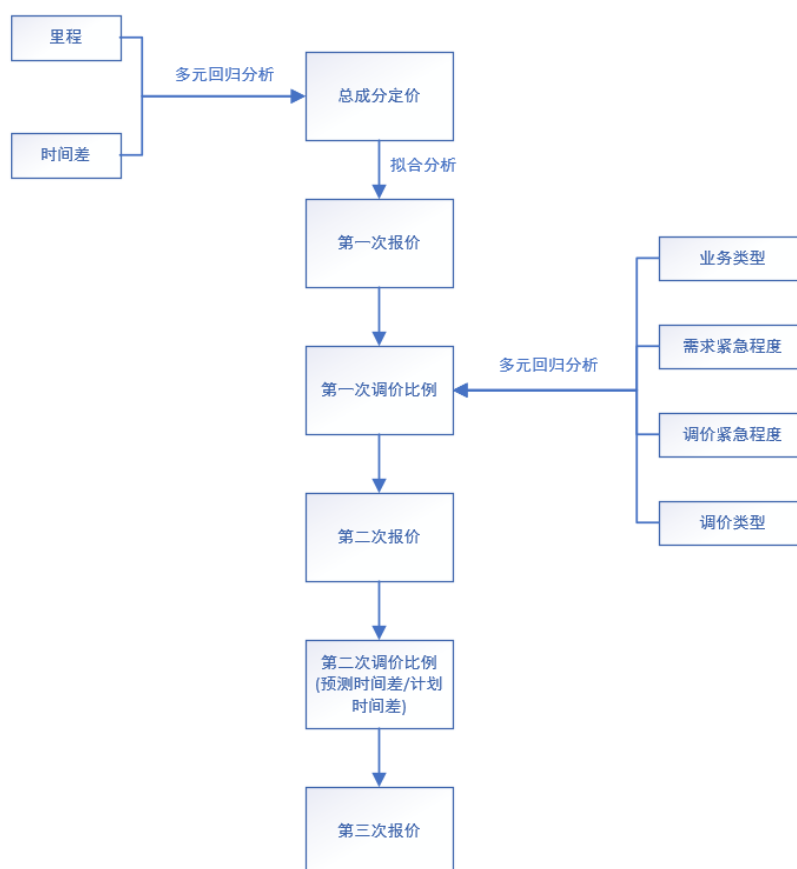 里程
多元回归分析
总成分定价
时间差
拟合分析
第一次报价
业务类型
需求紧急程度
多元回归分析
第一次调价比例
调价紧急程度
调价类型
第二次报价
第二次调价比例
(预测时间差/计划
时间差)
第三次报价